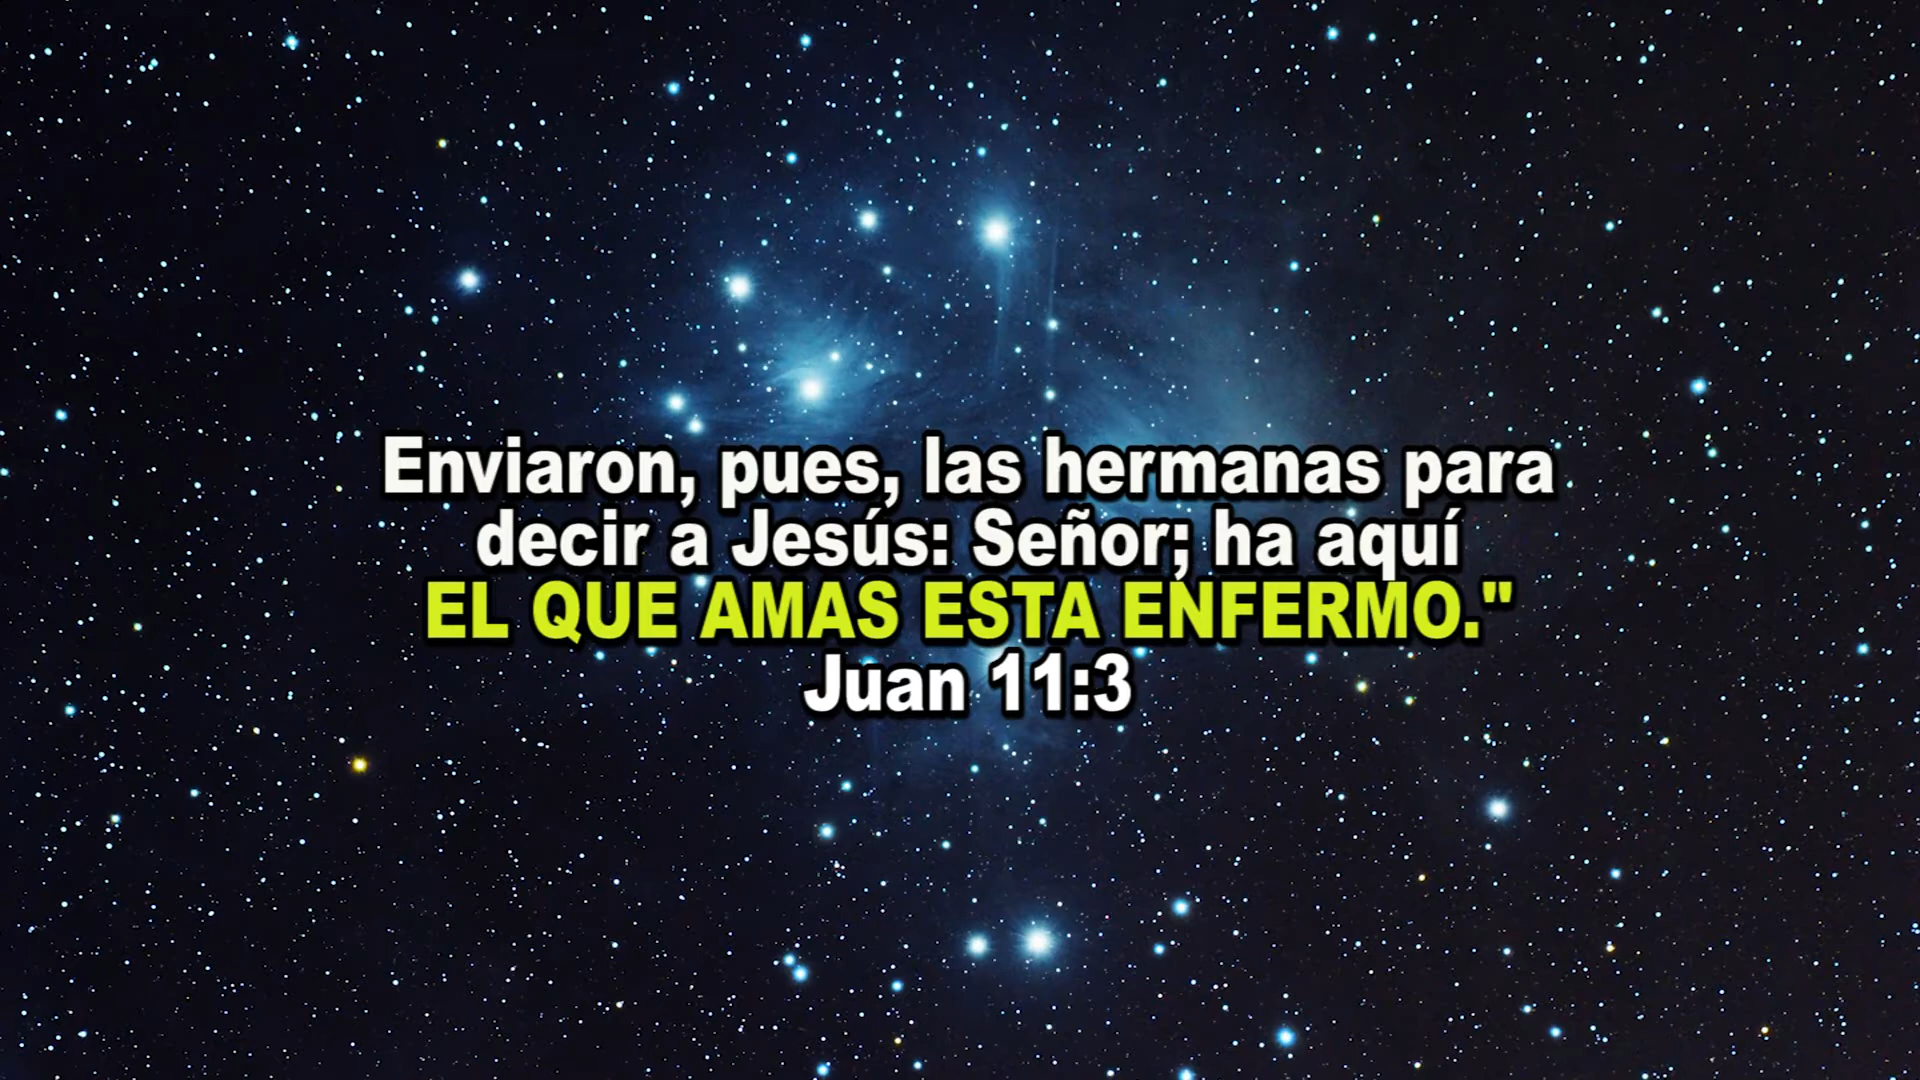 Enviaron, pues, las hermanas para
decir a Jesús: Señor; ha aquí
EL QUE AMAS ESTA ENFERMO."
Juan 11:3